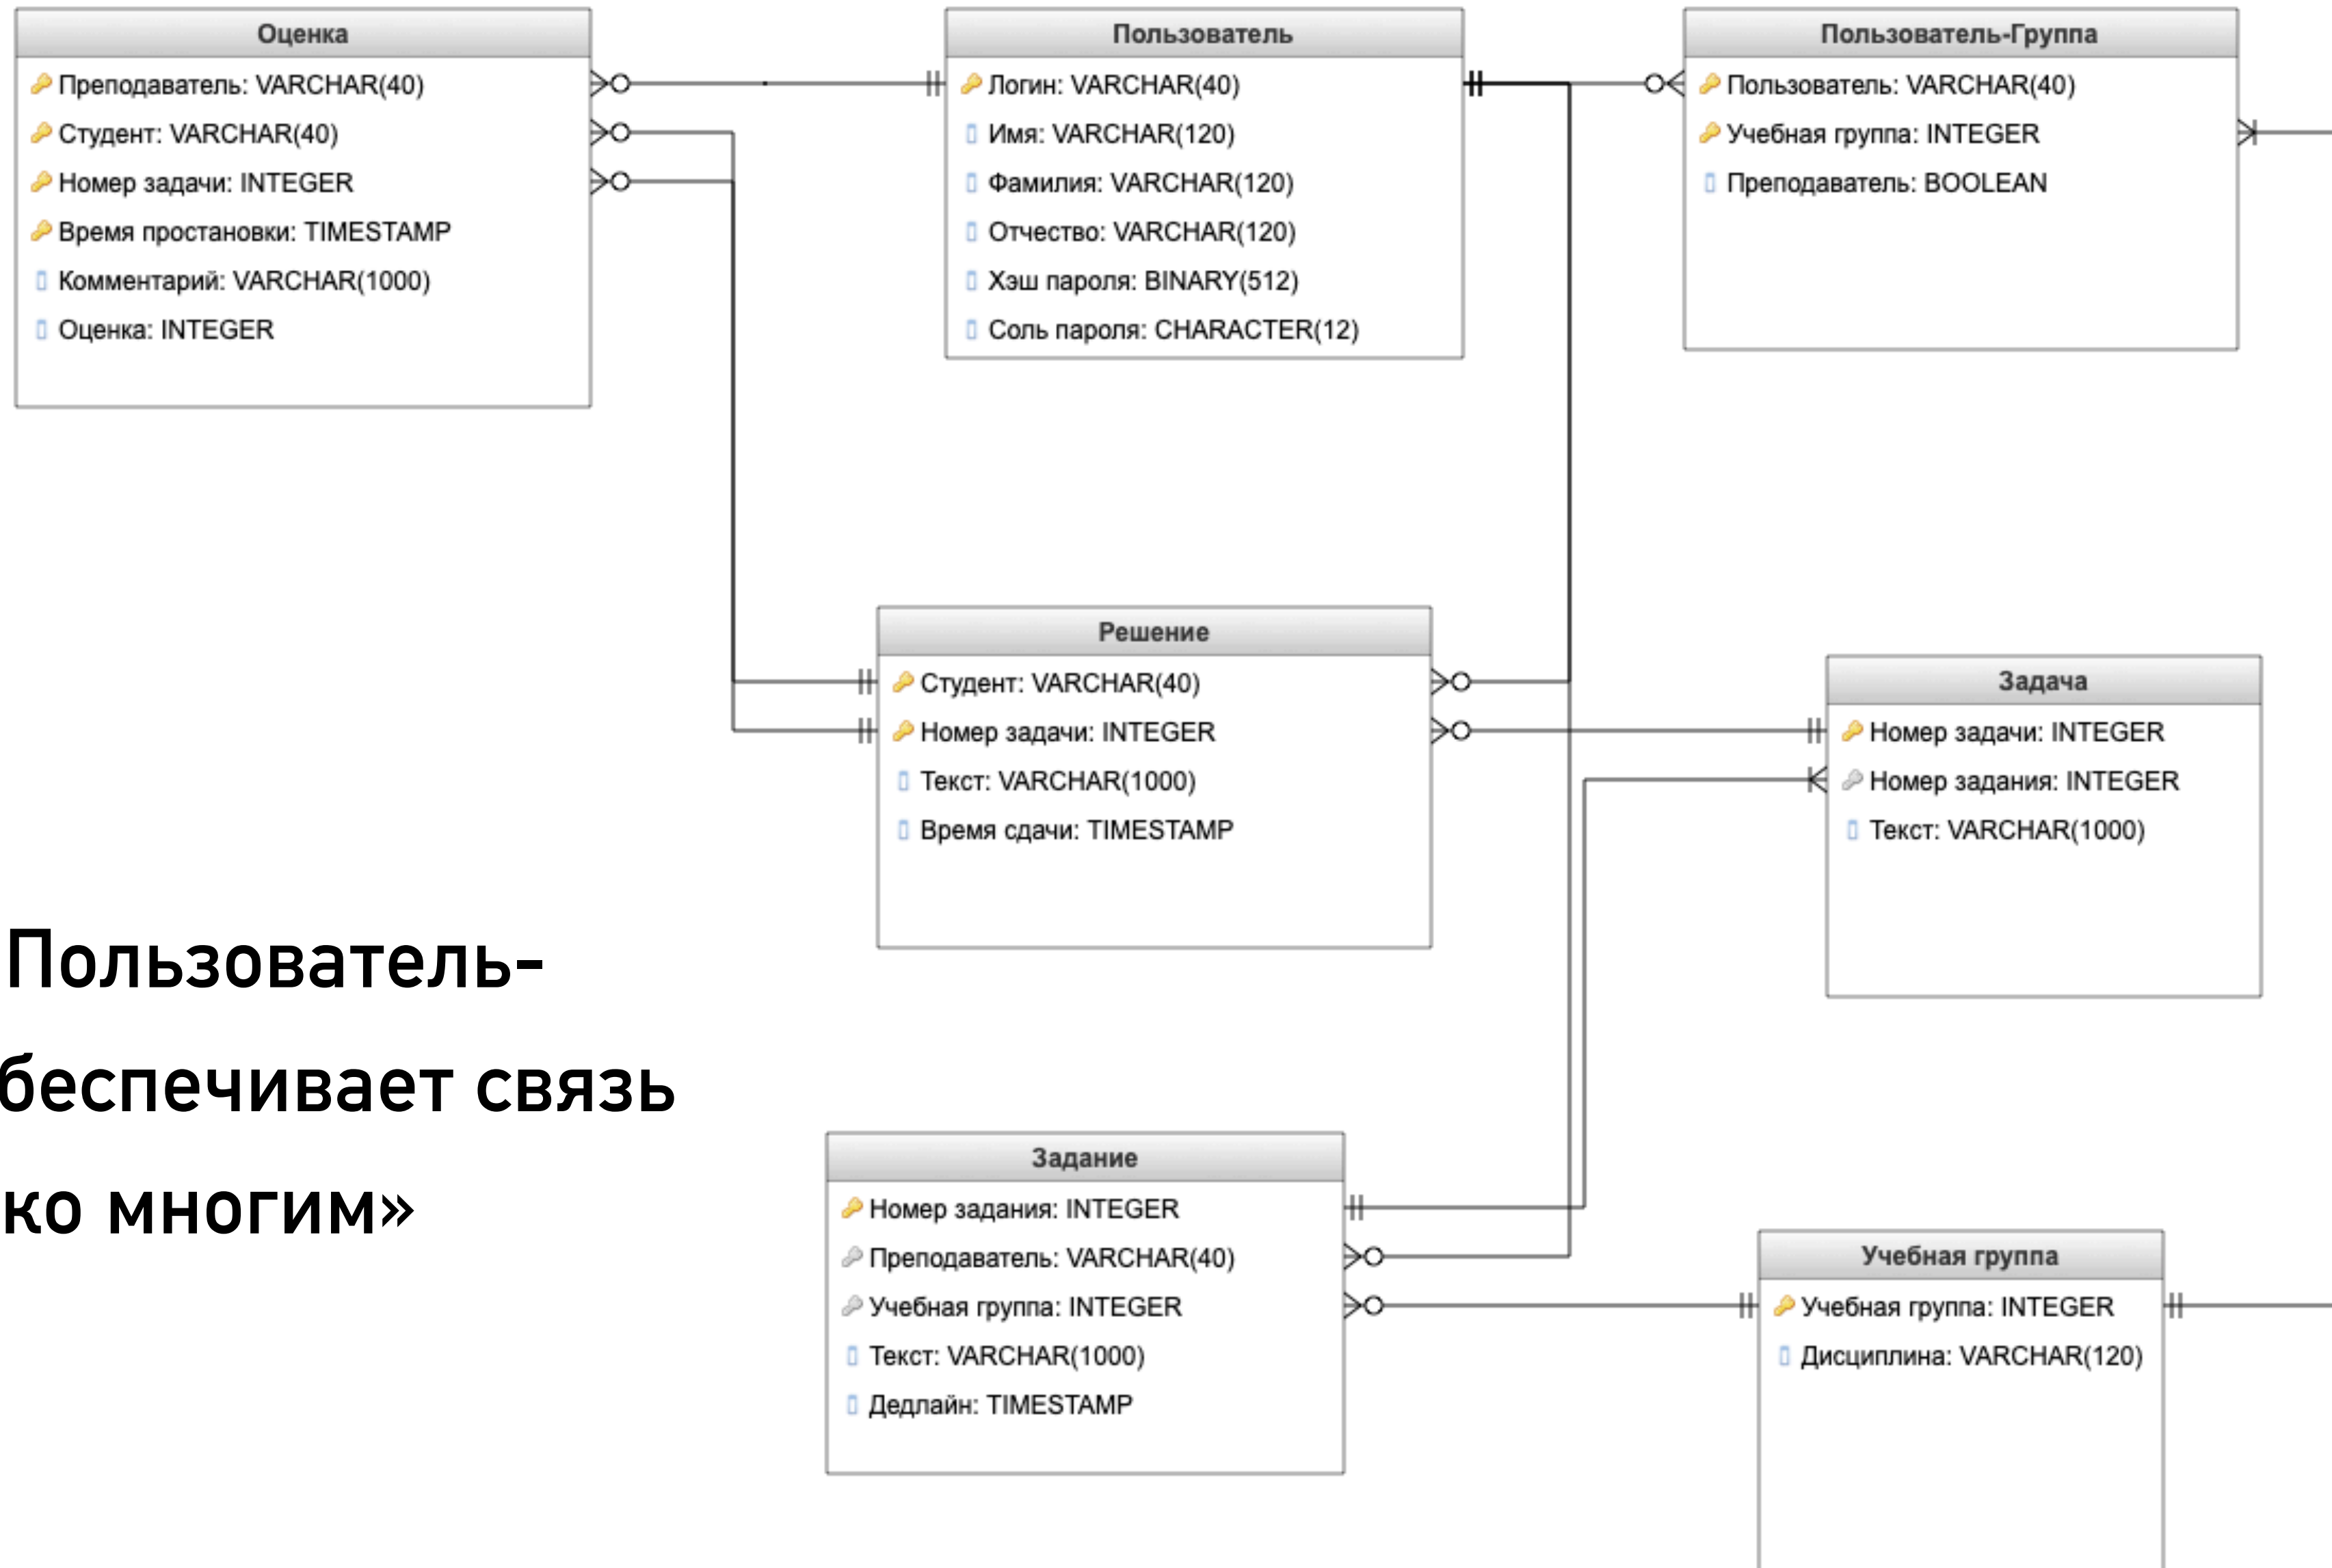 Оценка
Преподаватель: VARCHAR(40)
Студент: VARCHAR(40)
Номер задачи: INTEGER
Время простановки: TIMESTAMP
Комментарий: VARCHAR(1000)
Оценка: INTEGER
Пользователь
Логин: VARCHAR(40)
Имя: VARCHAR(120)
Фамилия: VARCHAR(120)
Отчество: VARCHAR(120)
Хэш пароля: BINARY(512)
Соль пароля: CHARACTER(12)
Пользователь-Группа
Пользователь: VARCHAR(40)
Учебная группа: INTEGER
Преподаватель: BOOLEAN
Решение
Студент: VARCHAR(40)
Номер задачи: INTEGER
Текст: VARCHAR(1000)
Время сдачи: TIMESTAMP
Задача
Номер задачи: INTEGER
Номер задания: INTEGER
Текст: VARCHAR(1000)
Пользователь-
беспечивает связь
ко многим»
Задание
Номер задания: INTEGER
Преподаватель: VARCHAR(40)
Учебная группа: INTEGER
Текст: VARCHAR(1000)
Дедлайн: TIMESTAMP
Учебная группа
Учебная группа: INTEGER
Дисциплина: VARCHAR(120)